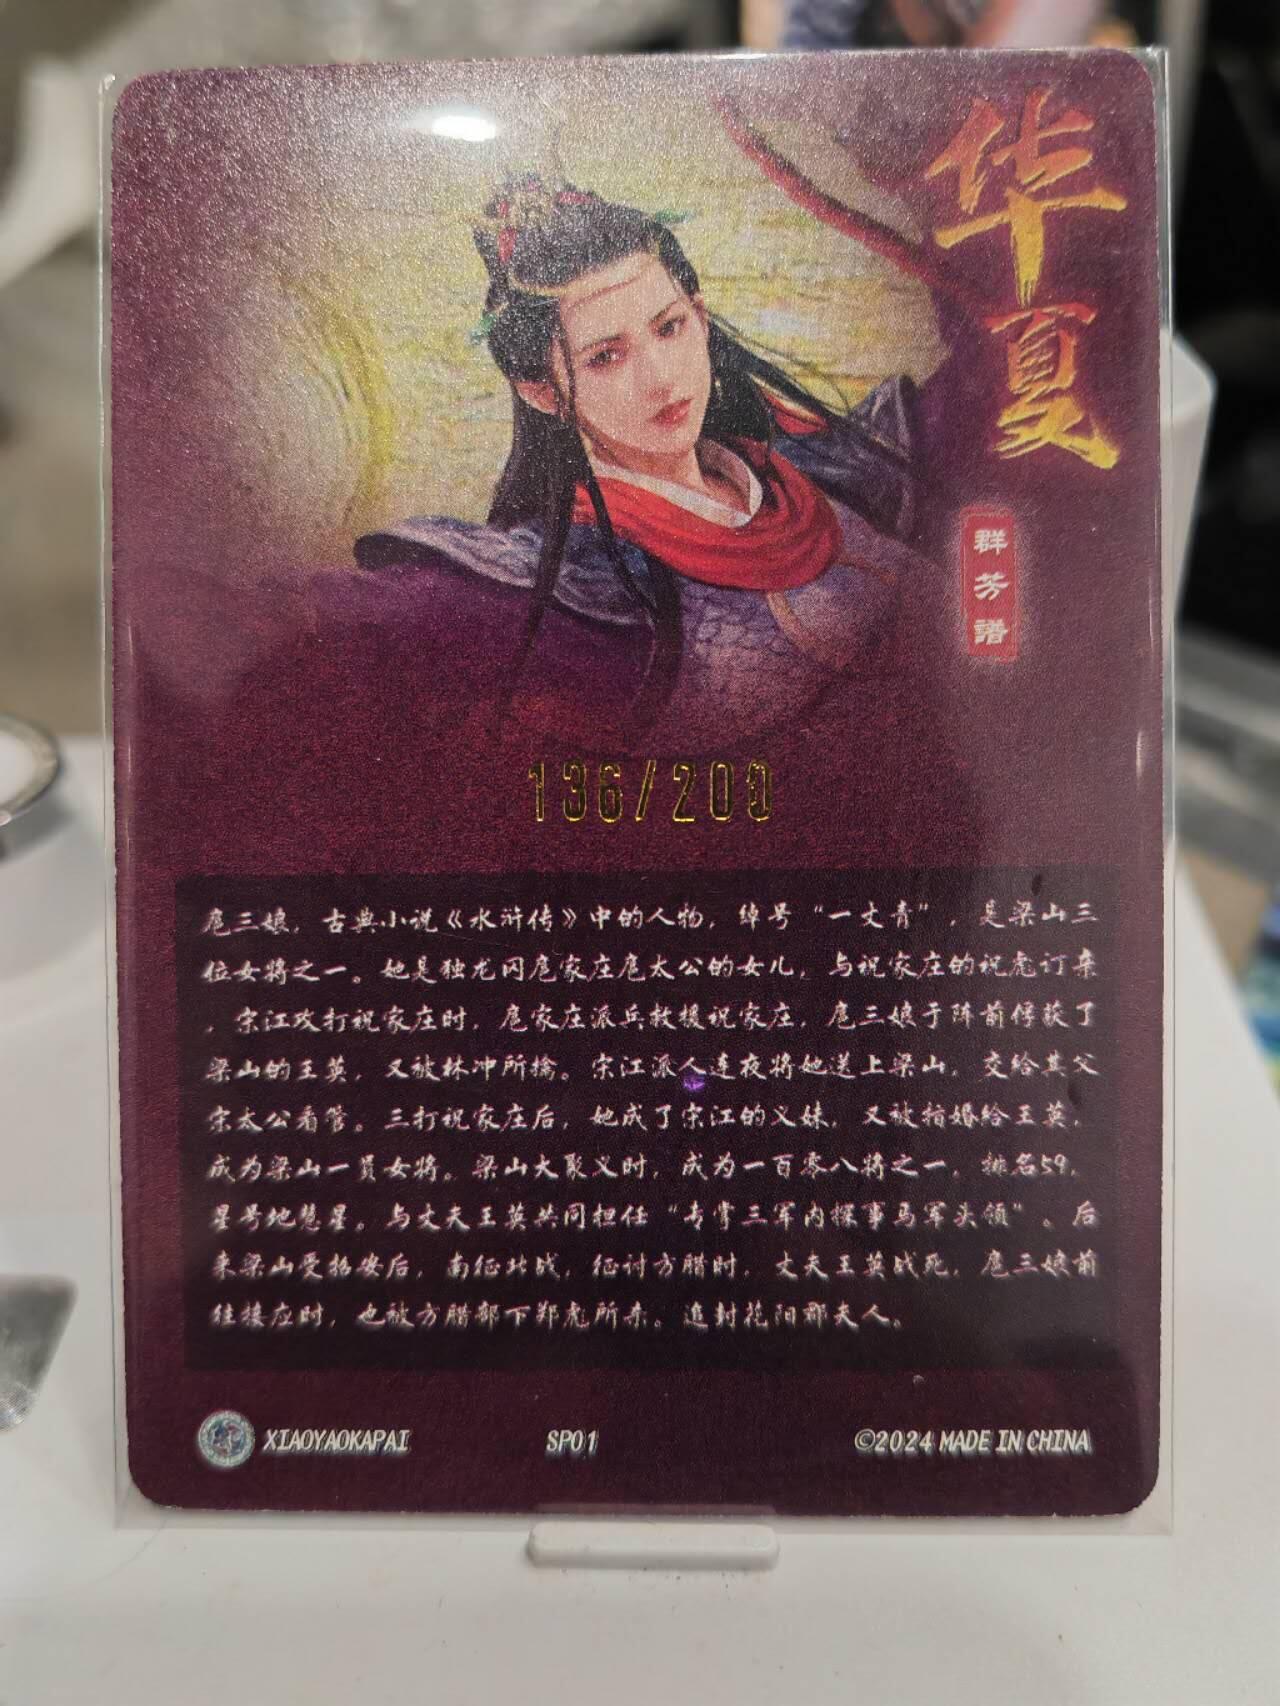 华夏
群芳譜
136/200
扈三娘，古典小说《水浒传》中的人物，绰号“一丈青”，是梁山三
位女将之一。她是独龙冈扈家庄扈太公的女儿，与祝家庄的祝彪订亲
，宋江攻打祝家庄时，扈家庄派兵救援祝家庄，扈三娘于阵前俘获了
梁山的王英，又被林冲所擒。宋江派人连夜将她送上梁山，交给其父
宋太公看管。三打祝家庄后，她成了宋江的义妹，又被指婚给王英，
成为梁山一员女将。梁山大聚义时，成为一百零八将之一，排名59，
星号地慧星。与丈夫王英共同担任“专掌三军内探事马军头领”、后
来梁山受招安后，南征北战，征讨方腊时，丈夫王英战死，扈三娘前
往接应时，也被方腊部下郑彪所杀。追封花阳郡夫人。
XIAOYAOKAPAI
SP01
©2024 MADE IN CHINA